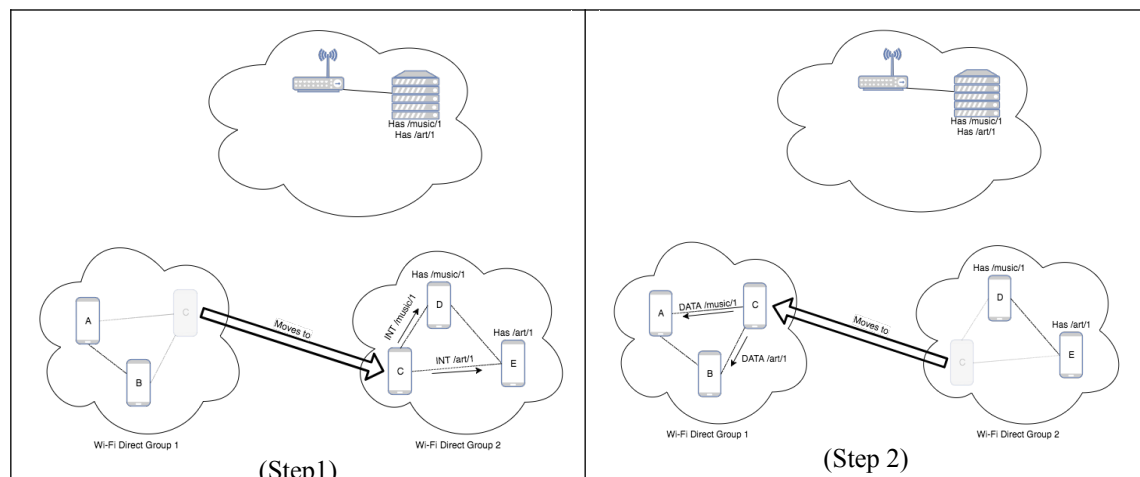 Has /music/1
Has /art/1
Has /music/1
D
A
C
INT /music/1
Moves to
Has /art/1
E
INT /art/1
C
B
Wi-Fi Direct Group 1
Wi-Fi Direct Group 2
(Step1)
Has /music/1
Has /art/1
Has /music/1
D
DATA /music/1
C
A
Moves to
Has /art/1
E
C
DATA /art/1
B
Wi-Fi Direct Group 1
Wi-Fi Direct Group 2
(Step 2)